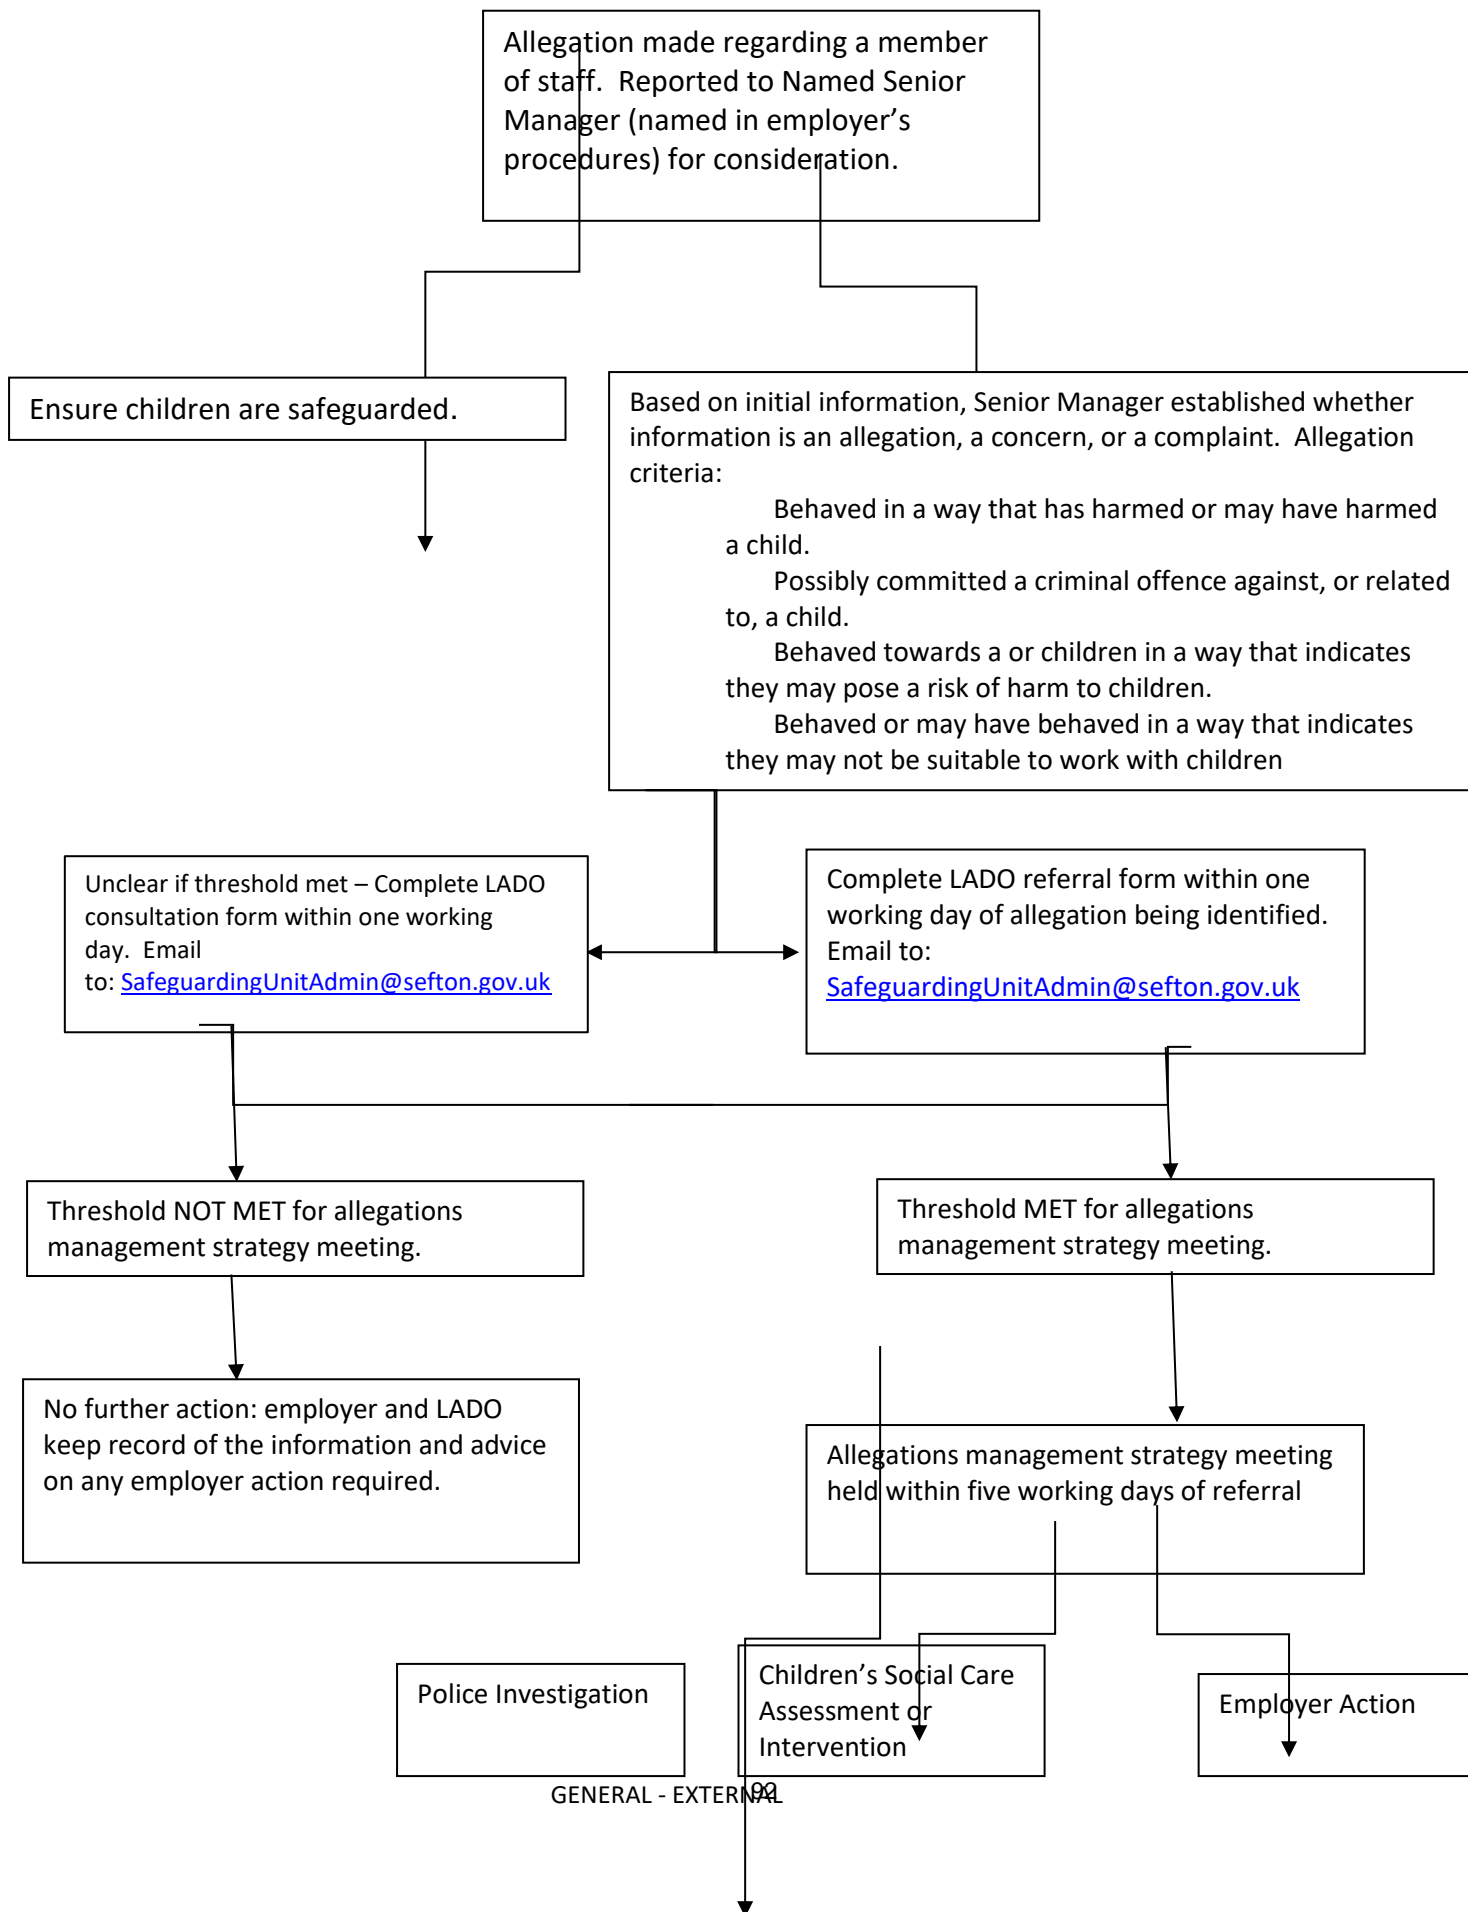 Allegation made regarding a member
of staff.  Reported to Named Senior
Manager (named in employer’s
procedures) for consideration.
Ensure children are safeguarded.
Based on initial information, Senior Manager established whether
information is an allegation, a concern, or a complaint.  Allegation
criteria:
Behaved in a way that has harmed or may have harmed
a child.
Possibly committed a criminal offence against, or related
to, a child.
Behaved towards a or children in a way that indicates
they may pose a risk of harm to children.
Behaved or may have behaved in a way that indicates
they may not be suitable to work with children
Unclear if threshold met – Complete LADO
consultation form within one working
day.  Email
to: SafeguardingUnitAdmin@sefton.gov.uk
Complete LADO referral form within one
working day of allegation being identified.
Email to:
SafeguardingUnitAdmin@sefton.gov.uk
Threshold NOT MET for allegations
management strategy meeting.
Threshold MET for allegations
management strategy meeting.
No further action: employer and LADO
keep record of the information and advice
on any employer action required.
Allegations management strategy meeting
held within five working days of referral
Police Investigation
Children’s Social Care
Assessment or
Intervention
Employer Action
GENERAL - EXTERNAL
92